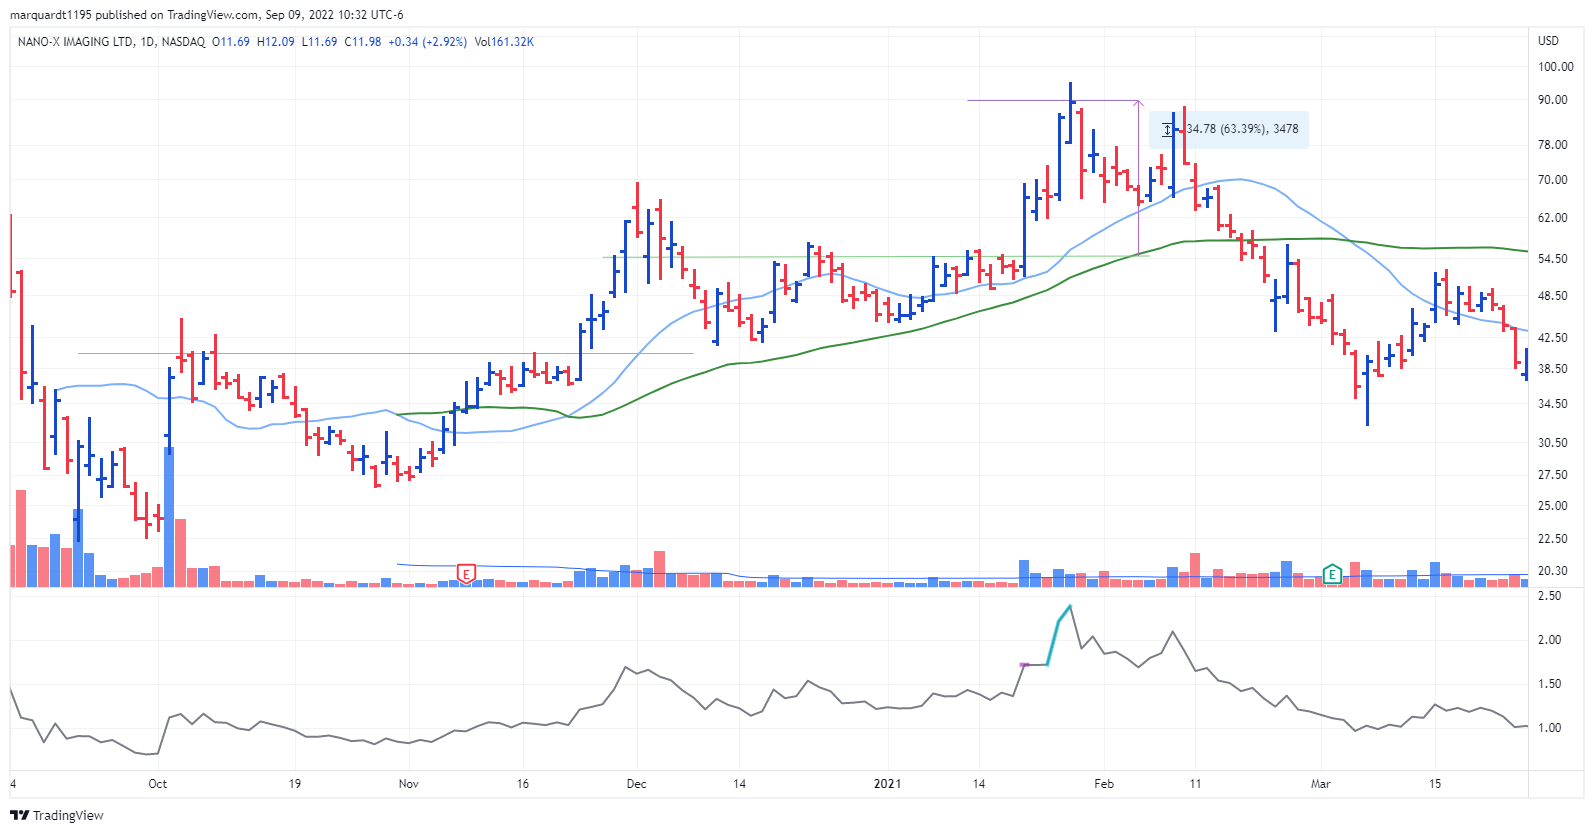 marquardt1195 published on TradingView.com, Sep 09, 2022 10:32 UTC-6
NANO-X IMAGING LTD, 1D, NASDAQ O11.69 H12.09 L11.69 C11.98 +0.34 (+2.92%) Vol161.32K
USD
100.00
90.00
34.78 (63.39%), 3478
78.00
70.00
62.00
54.50
48.50
42.50
38.50
34.50
30.50
27.50
25.00
22.50
20.30
E
E
2.50
2.00
1.50
1.00
4 Oct 19 Nov 16 Dec 14 2021 14 Feb 11 Mar 15
TradingView